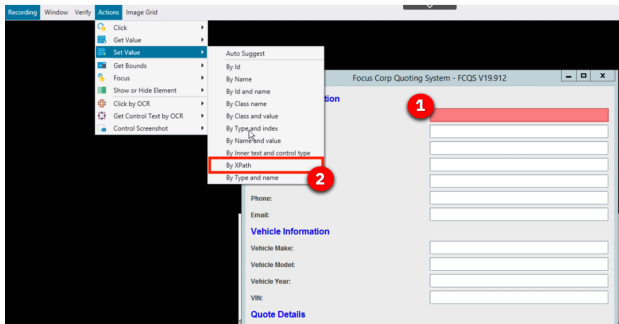 Recording Window Verify Actions Image Grid
Click
Get Value
Set Value
Get Bounds
Focus
Show or Hide Element
Click by OCR
Get Control Text by OCR
Control Screenshot
Auto Suggest
By Id
By Name
By Id and name
By Class name
By Class and value
By Type and index
By Name and value
By Inner text and control type
By XPath
By Type and name
2
Focus Corp Quoting System - FCQS V19.912
1
Phone:
Email:
Vehicle Information
Vehicle Make:
Vehicle Model:
Vehicle Year:
VIN:
Quote Details